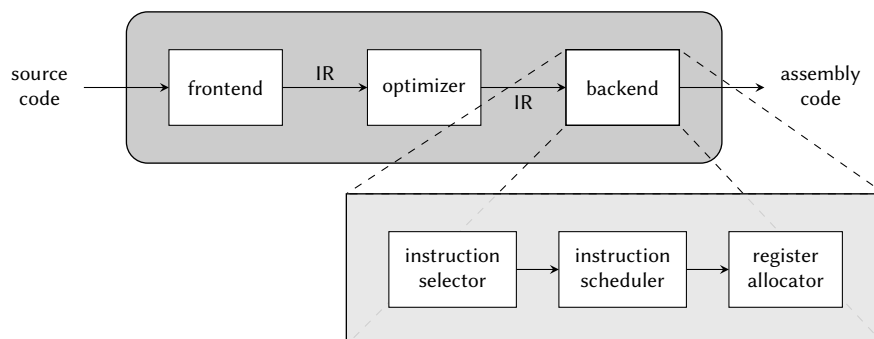 source
code
frontend
IR
optimizer
IR
backend
assembly
code
instruction
selector
instruction
scheduler
register
allocator